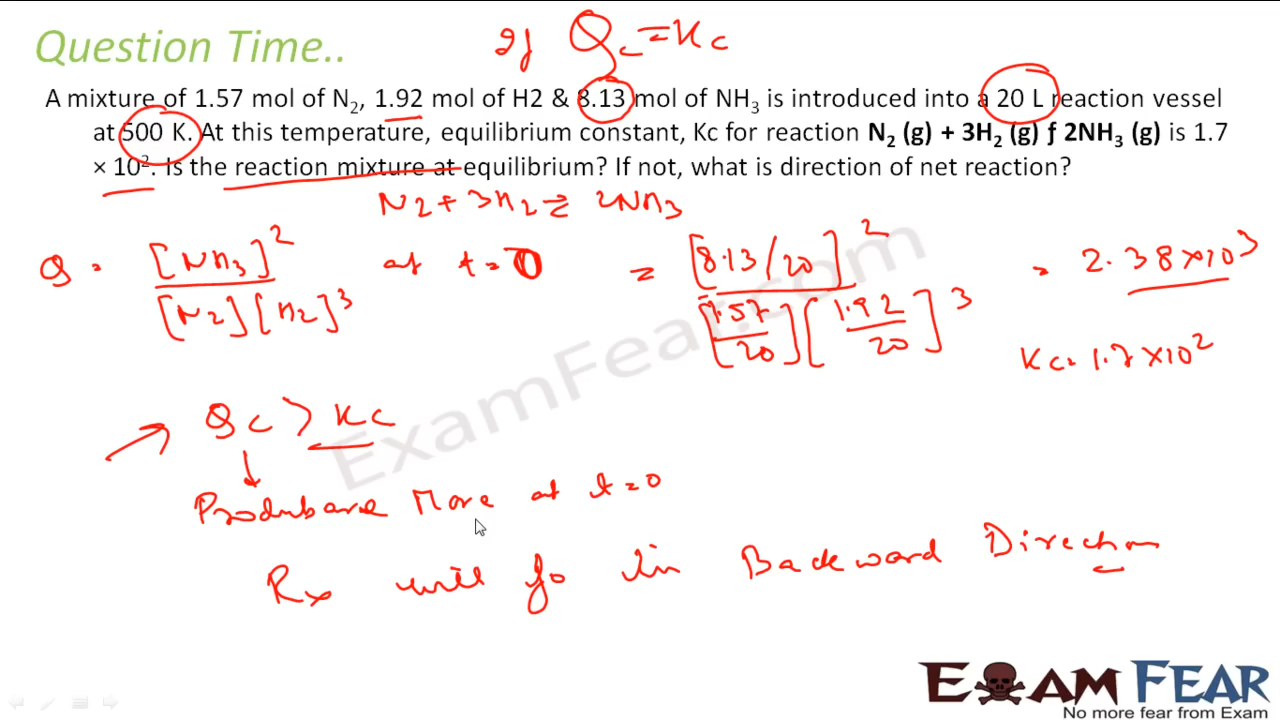 Question Time..
If Qc = Kc
A mixture of 1.57 mol of N2, 1.92 mol of H2 & 8.13 mol of NH3 is introduced into a 20 L reaction vessel
at 500 K. At this temperature, equilibrium constant, Kc for reaction N2 (g) + 3H2 (g) ƒ 2NH3 (g) is 1.7
× 10². Is the reaction mixture at equilibrium? If not, what is direction of net reaction?
N2 + 3H2 ⇌ 2NH3
Q = [NH3]² / [N2][H2]³ at t = 0 = [8.13/20]² / [1.57/20][1.92/20]³ = 2.38×10³
Kc = 1.7×10²
→ Qc > Kc
↓
More at t=0
Rx will go in Backward Direction
ExamFear.com
EXAM FEAR
No more fear from Exam